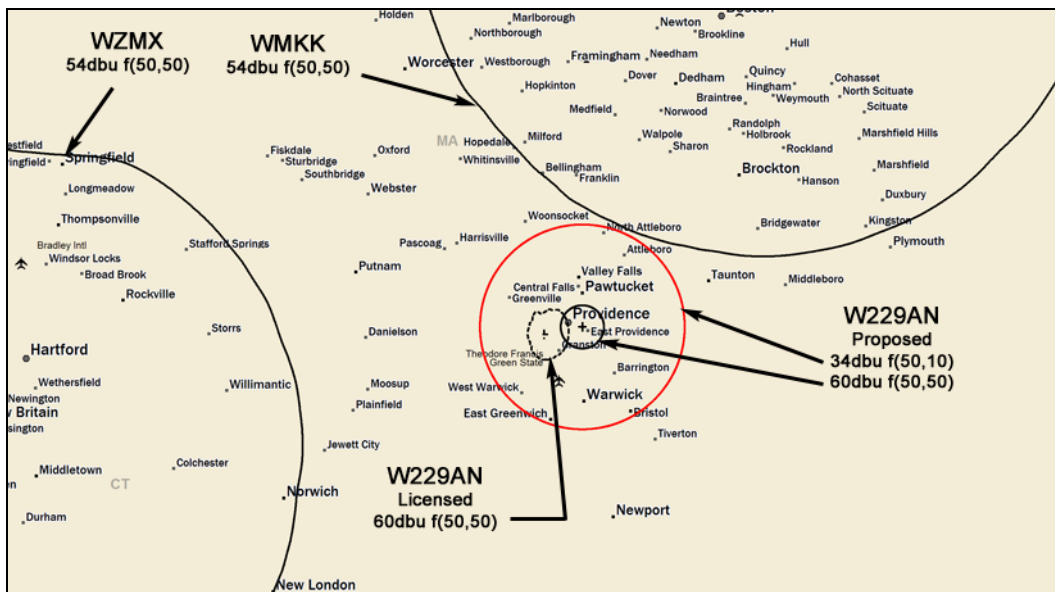 Holden
Marlborough
Northborough
Newton
Brookline
Hull
WZMX
54dbu f(50,50)
WMKK
54dbu f(50,50)
Worcester
Westborough
Framingham
Needham
Hopkinton
Dover
Dedham
Quincy
Hingham
Cohasset
Braintree
Weymouth
North Scituate
Scituate
Medfield
Norwood
Randolph
Holbrook
Marshfield Hills
MA
Hopedale
Milford
Walpole
Sharon
Rockland
Springfield
Fiskdale
Sturbridge
Oxford
Whitinsville
Southbridge
Bellingham
Franklin
Brockton
Hanson
Marshfield
Longmeadow
Webster
Duxbury
Thompsonville
Woonsocket
North Attleboro
Bridgewater
Kingston
Bradley Intl
Windsor Locks
Stafford Springs
Pascoag
Harrisville
Attleboro
Plymouth
Broad Brook
Putnam
Valley Falls
Taunton
Middleboro
Rockville
Central Falls
Pawtucket
Greenville
Providence
W229AN
Proposed
34dbu f(50,10)
60dbu f(50,50)
Storrs
Danielson
East Providence
Cranston
Hartford
Theodore Francis
Green State
Barrington
Wethersfield
Willimantic
Moosup
West Warwick
Warwick
Newington
Britain
Plainfield
East Greenwich
Bristol
Jewett City
Tiverton
Middletown
Colchester
CT
W229AN
Licensed
60dbu f(50,50)
Norwich
Newport
Durham
New London